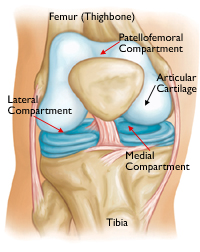 Femur (Thighbone)
Patellofemoral
Compartment
Articular
Cartilage
Lateral
Compartment
Medial
Compartment
Tibia